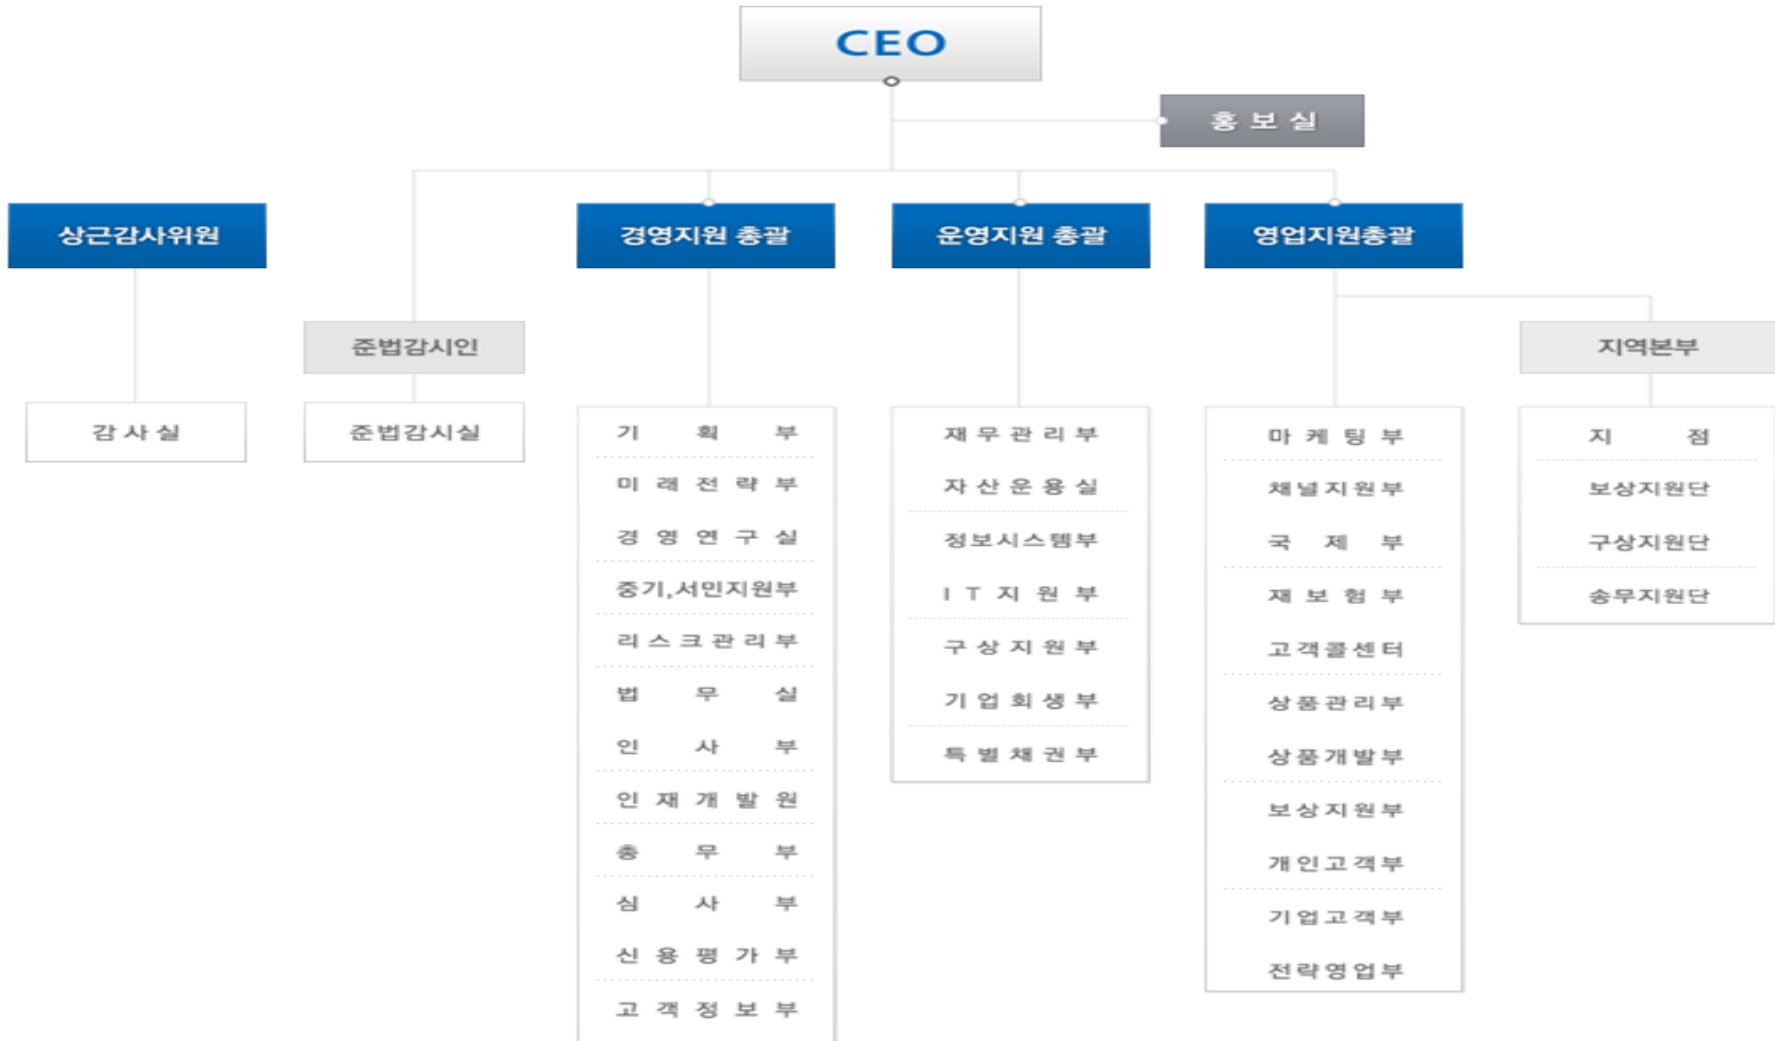 CEO
홍 보 실
상근감사위원
경영지원 총괄
운영지원 총괄
영업지원총괄
준법감시인
지역본부
감 사 실
준법감시실
기 획 부
미 래 전 략 부
경 영 연 구 실
중기,서민지원부
리 스 크 관 리 부
법 무 실
인 사 부
인 재 개 발 원
총 무 부
심 사 부
신 용 평 가 부
고 객 정 보 부
재 무 관 리 부
자 산 운 용 실
정보시스템부
I T 지 원 부
구 상 지 원 부
기 업 회 생 부
특 별 채 권 부
마 케 팅 부
채널지원부
국 제 부
재 보 험 부
고객콜센터
상품관리부
상품개발부
보상지원부
개인고객부
기업고객부
전략영업부
지 점
보상지원단
구상지원단
송무지원단